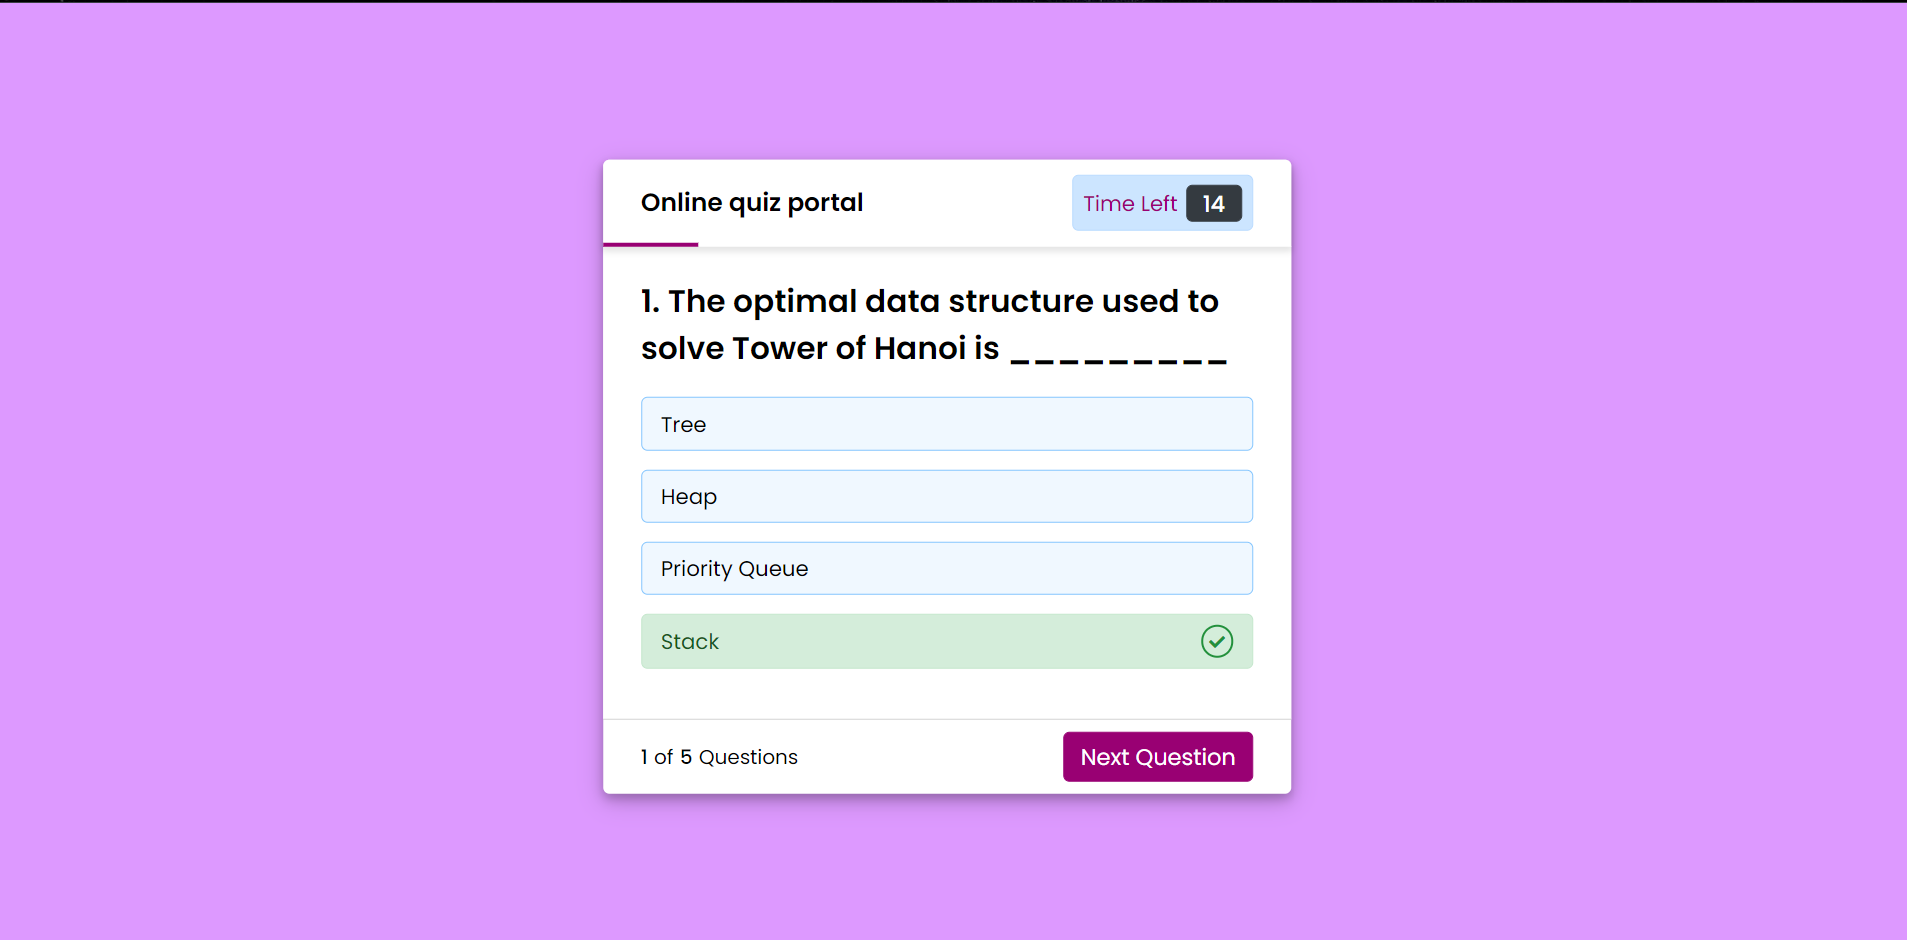 Online quiz portal
Time Left 14
1. The optimal data structure used to
solve Tower of Hanoi is _________
Tree
Heap
Priority Queue
Stack
1 of 5 Questions
Next Question